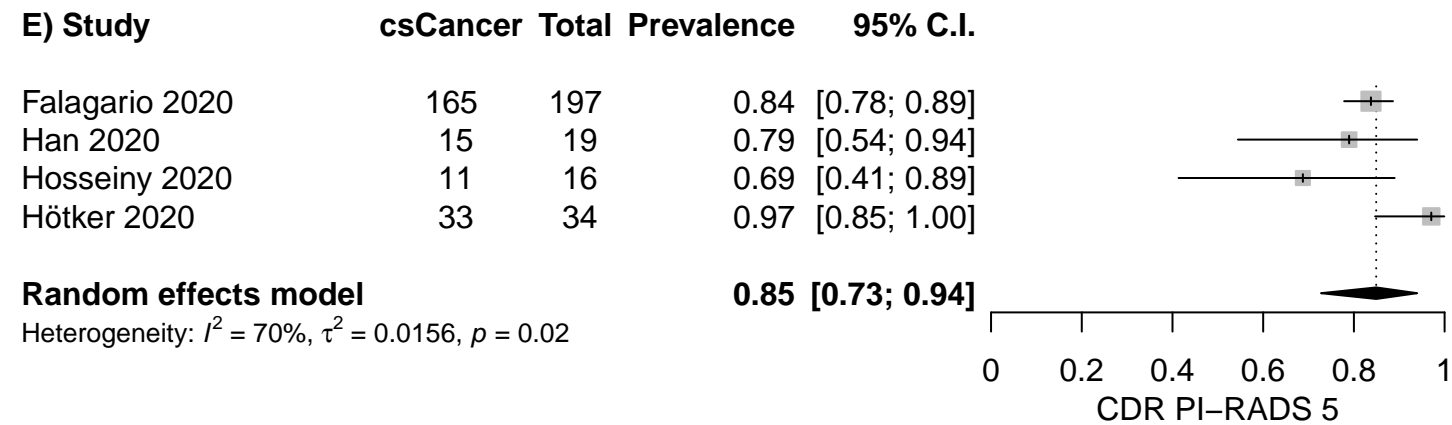 E) Study csCancer Total Prevalence 95% C.I.
Falagario 2020 165 197 0.84 [0.78; 0.89]
Han 2020 15 19 0.79 [0.54; 0.94]
Hosseiny 2020 11 16 0.69 [0.41; 0.89]
Hötker 2020 33 34 0.97 [0.85; 1.00]
Random effects model 0.85 [0.73; 0.94]
Heterogeneity: I² = 70%, τ² = 0.0156, p = 0.02
0 0.2 0.4 0.6 0.8 1
CDR PI−RADS 5